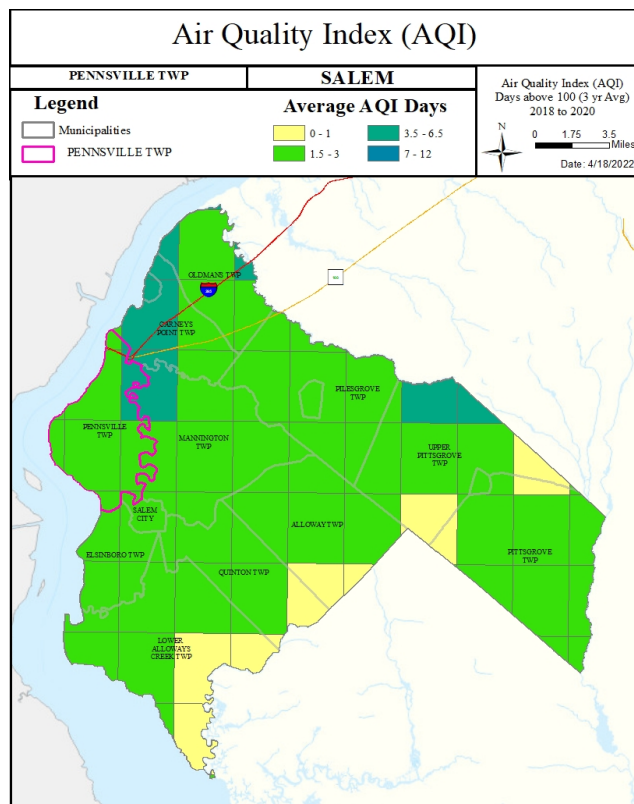 Air Quality Index (AQI)
PENNSVILLE TWP
SALEM
Legend
Municipalities
PENNSVILLE TWP
Average AQI Days
0 - 1
3.5 - 6.5
1.5 - 3
7 - 12
Air Quality Index (AQI)
Days above 100 (3 yr Avg)
2018 to 2020
N
0 1.75 3.5
Miles
Date: 4/18/2022
OLDMANS TWP
CARNEYS
POINT TWP
PILESGROVE
TWP
PENNSVILLE
TWP
MANNINGTON
TWP
UPPER
PITTSGROVE
TWP
SALEM
CITY
ALLOWAY TWP
ELSINBORO TWP
PITTSGROVE
TWP
QUINTON TWP
LOWER
ALLOWAYS
CREEK TWP